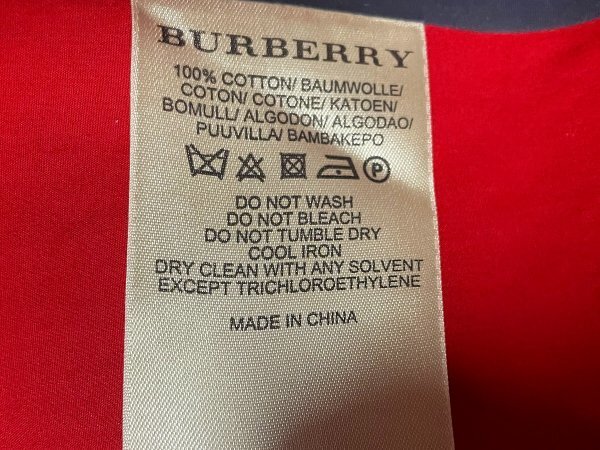 BURBERRY
100% COTTON/ BAUMWOLLE/
COTON/ COTONE/ KATOEN/
BOMULL/ ALGODON/ ALGODAO/
PUUVILLA/ BAMBAKEPO
P
DO NOT WASH
DO NOT BLEACH
DO NOT TUMBLE DRY
COOL IRON
DRY CLEAN WITH ANY SOLVENT
EXCEPT TRICHLOROETHYLENE
MADE IN CHINA